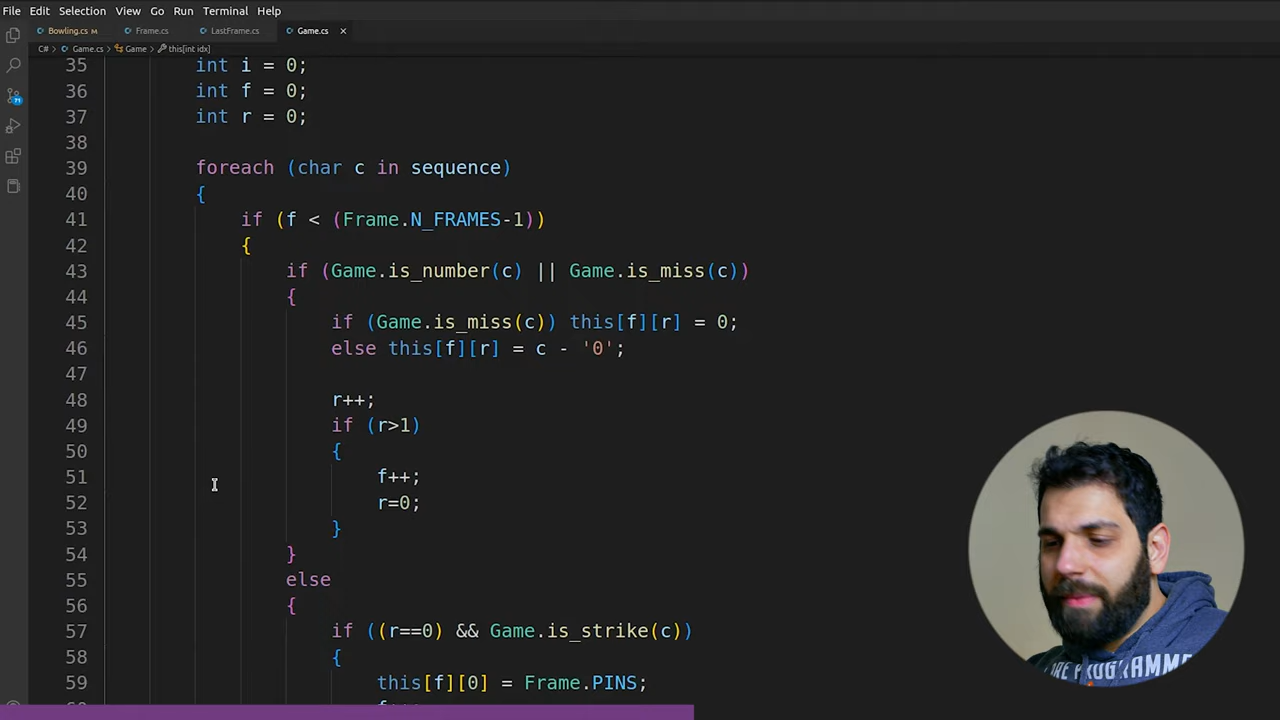 File Edit Selection View Go Run Terminal Help
Bowling.cs M Frame.cs LastFrame.cs Game.cs
C# > Game.cs > Game > this[int idx]
35 int i = 0;
36 int f = 0;
37 int r = 0;
38
39 foreach (char c in sequence)
40 {
41 if (f < (Frame.N_FRAMES-1))
42 {
43 if (Game.is_number(c) || Game.is_miss(c))
44 {
45 if (Game.is_miss(c)) this[f][r] = 0;
46 else this[f][r] = c - '0';
47
48 r++;
49 if (r>1)
50 {
51 f++;
52 r=0;
53 }
54 }
55 else
56 {
57 if ((r==0) && Game.is_strike(c))
58 {
59 this[f][0] = Frame.PINS;